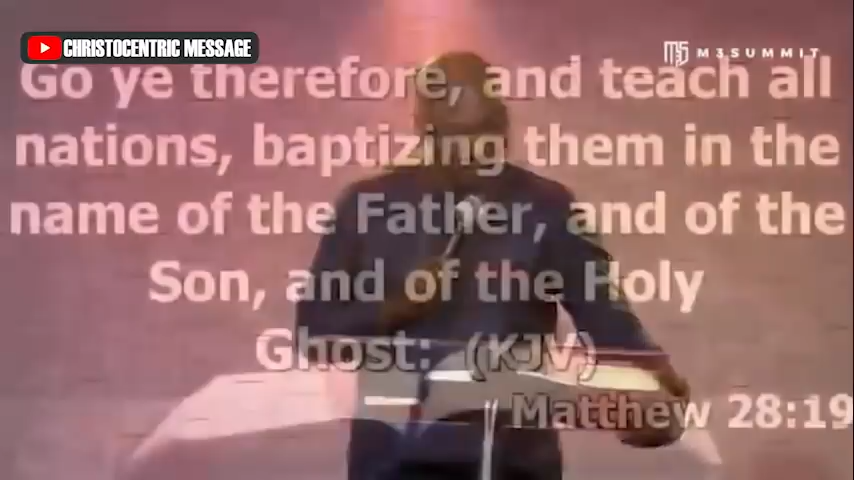 CHRISTOCENTRIC MESSAGE
M3SUMMIT
Go ye therefore, and teach all
nations, baptizing them in the
name of the Father, and of the
Son, and of the Holy
Ghost: (KJV)
Matthew 28:19